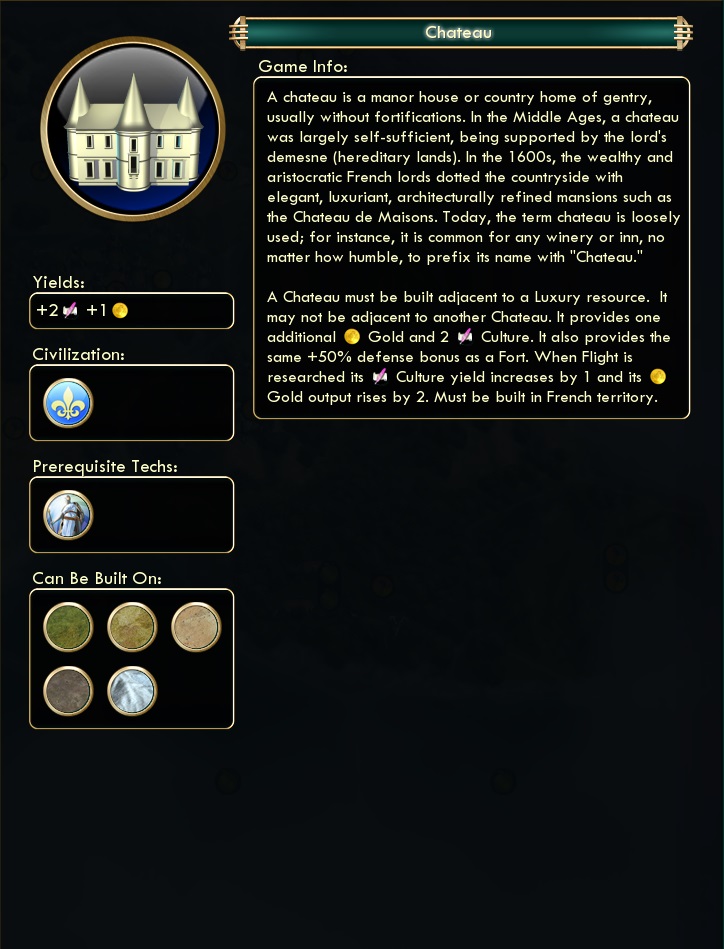 Chateau
Game Info:
A chateau is a manor house or country home of gentry,
usually without fortifications. In the Middle Ages, a chateau
was largely self-sufficient, being supported by the lord's
demesne (hereditary lands). In the 1600s, the wealthy and
aristocratic French lords dotted the countryside with
elegant, luxuriant, architecturally refined mansions such as
the Chateau de Maisons. Today, the term chateau is loosely
used; for instance, it is common for any winery or inn, no
matter how humble, to prefix its name with "Chateau."
A Chateau must be built adjacent to a Luxury resource. It
may not be adjacent to another Chateau. It provides one
additional Gold and 2 Culture. It also provides the
same +50% defense bonus as a Fort. When Flight is
researched its Culture yield increases by 1 and its
Gold output rises by 2. Must be built in French territory.
Yields:
+2 +1
Civilization:
Prerequisite Techs:
Can Be Built On: